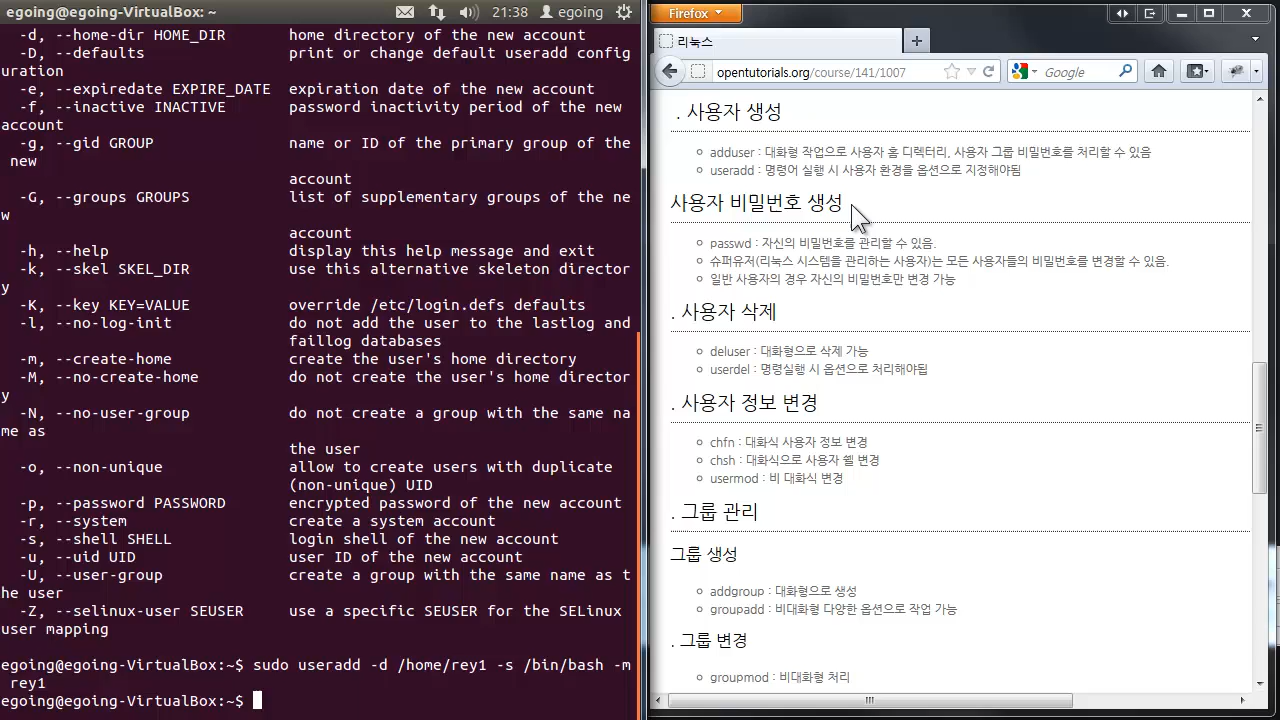 egoing@egoing-VirtualBox: ~
21:38
egoing
-d, --home-dir HOME_DIR       home directory of the new account
-D, --defaults                print or change default useradd config
uration
-e, --expiredate EXPIRE_DATE  expiration date of the new account
-f, --inactive INACTIVE       password inactivity period of the new
account
-g, --gid GROUP               name or ID of the primary group of the
new
account
-G, --groups GROUPS           list of supplementary groups of the ne
w
account
-h, --help                    display this help message and exit
-k, --skel SKEL_DIR           use this alternative skeleton director
y
-K, --key KEY=VALUE           override /etc/login.defs defaults
-l, --no-log-init             do not add the user to the lastlog and
faillog databases
-m, --create-home             create the user's home directory
-M, --no-create-home          do not create the user's home director
y
-N, --no-user-group           do not create a group with the same na
me as
the user
-o, --non-unique              allow to create users with duplicate
(non-unique) UID
-p, --password PASSWORD       encrypted password of the new account
-r, --system                  create a system account
-s, --shell SHELL             login shell of the new account
-u, --uid UID                 user ID of the new account
-U, --user-group              create a group with the same name as t
he user
-Z, --selinux-user SEUSER     use a specific SEUSER for the SELinux
user mapping
egoing@egoing-VirtualBox:~$ sudo useradd -d /home/rey1 -s /bin/bash -m
rey1
egoing@egoing-VirtualBox:~$
Firefox
리눅스
opentutorials.org/course/141/1007
Google
. 사용자 생성
adduser : 대화형 작업으로 사용자 홈 디렉터리, 사용자 그룹 비밀번호를 처리할 수 있음
useradd : 명령어 실행 시 사용자 환경을 옵션으로 지정해야됨
사용자 비밀번호 생성
passwd : 자신의 비밀번호를 관리할 수 있음.
슈퍼유저(리눅스 시스템을 관리하는 사용자)는 모든 사용자들의 비밀번호를 변경할 수 있음.
일반 사용자의 경우 자신의 비밀번호만 변경 가능
. 사용자 삭제
deluser : 대화형으로 삭제 가능
userdel : 명령실행 시 옵션으로 처리해야됩
. 사용자 정보 변경
chfn : 대화식 사용자 정보 변경
chsh : 대화식으로 사용자 쉘 변경
usermod : 비 대화식 변경
. 그룹 관리
그룹 생성
addgroup : 대화형으로 생성
groupadd : 비대화형 다양한 옵션으로 작업 가능
. 그룹 변경
groupmod : 비대화형 처리